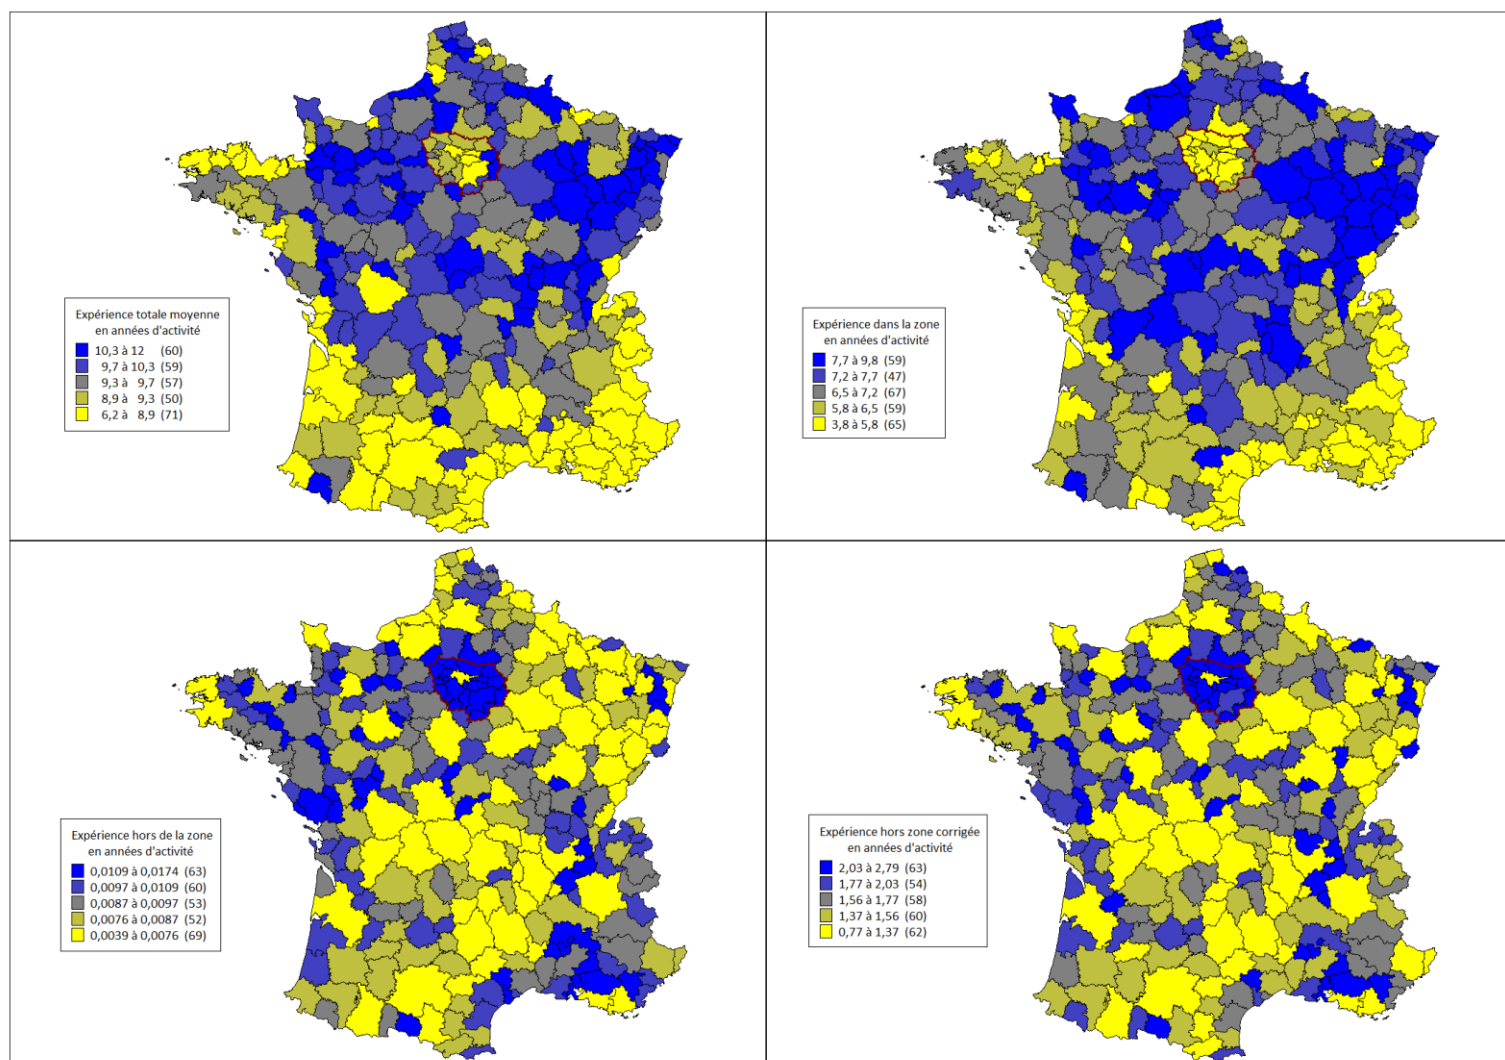 Expérience totale moyenne
en années d'activité
10,3 à 12 (60)
9,7 à 10,3 (59)
9,3 à 9,7 (57)
8,9 à 9,3 (50)
6,2 à 8,9 (71)
Expérience dans la zone
en années d'activité
7,7 à 9,8 (59)
7,2 à 7,7 (47)
6,5 à 7,2 (67)
5,8 à 6,5 (59)
3,8 à 5,8 (65)
Expérience hors de la zone
en années d'activité
0,0109 à 0,0174 (63)
0,0097 à 0,0109 (60)
0,0087 à 0,0097 (53)
0,0076 à 0,0087 (52)
0,0039 à 0,0076 (69)
Expérience hors zone corrigée
en années d'activité
2,03 à 2,79 (63)
1,77 à 2,03 (54)
1,56 à 1,77 (58)
1,37 à 1,56 (60)
0,77 à 1,37 (62)